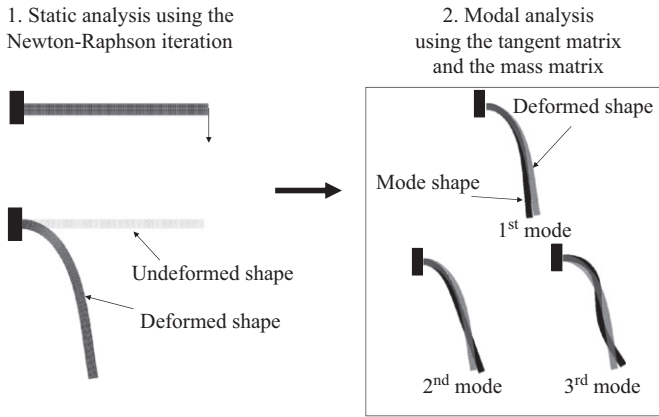 1. Static analysis using the
Newton-Raphson iteration
2. Modal analysis
using the tangent matrix
and the mass matrix
Undeformed shape
Deformed shape
Deformed shape
Mode shape
1st mode
2nd mode
3rd mode